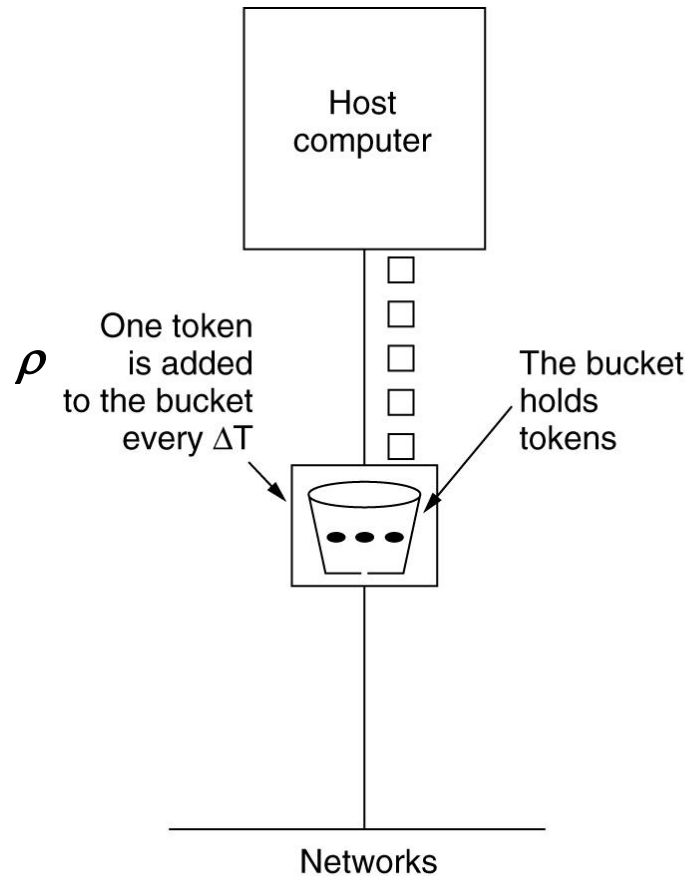 Host
computer
ρ
One token
is added
to the bucket
every ΔT
The bucket
holds
tokens
Networks